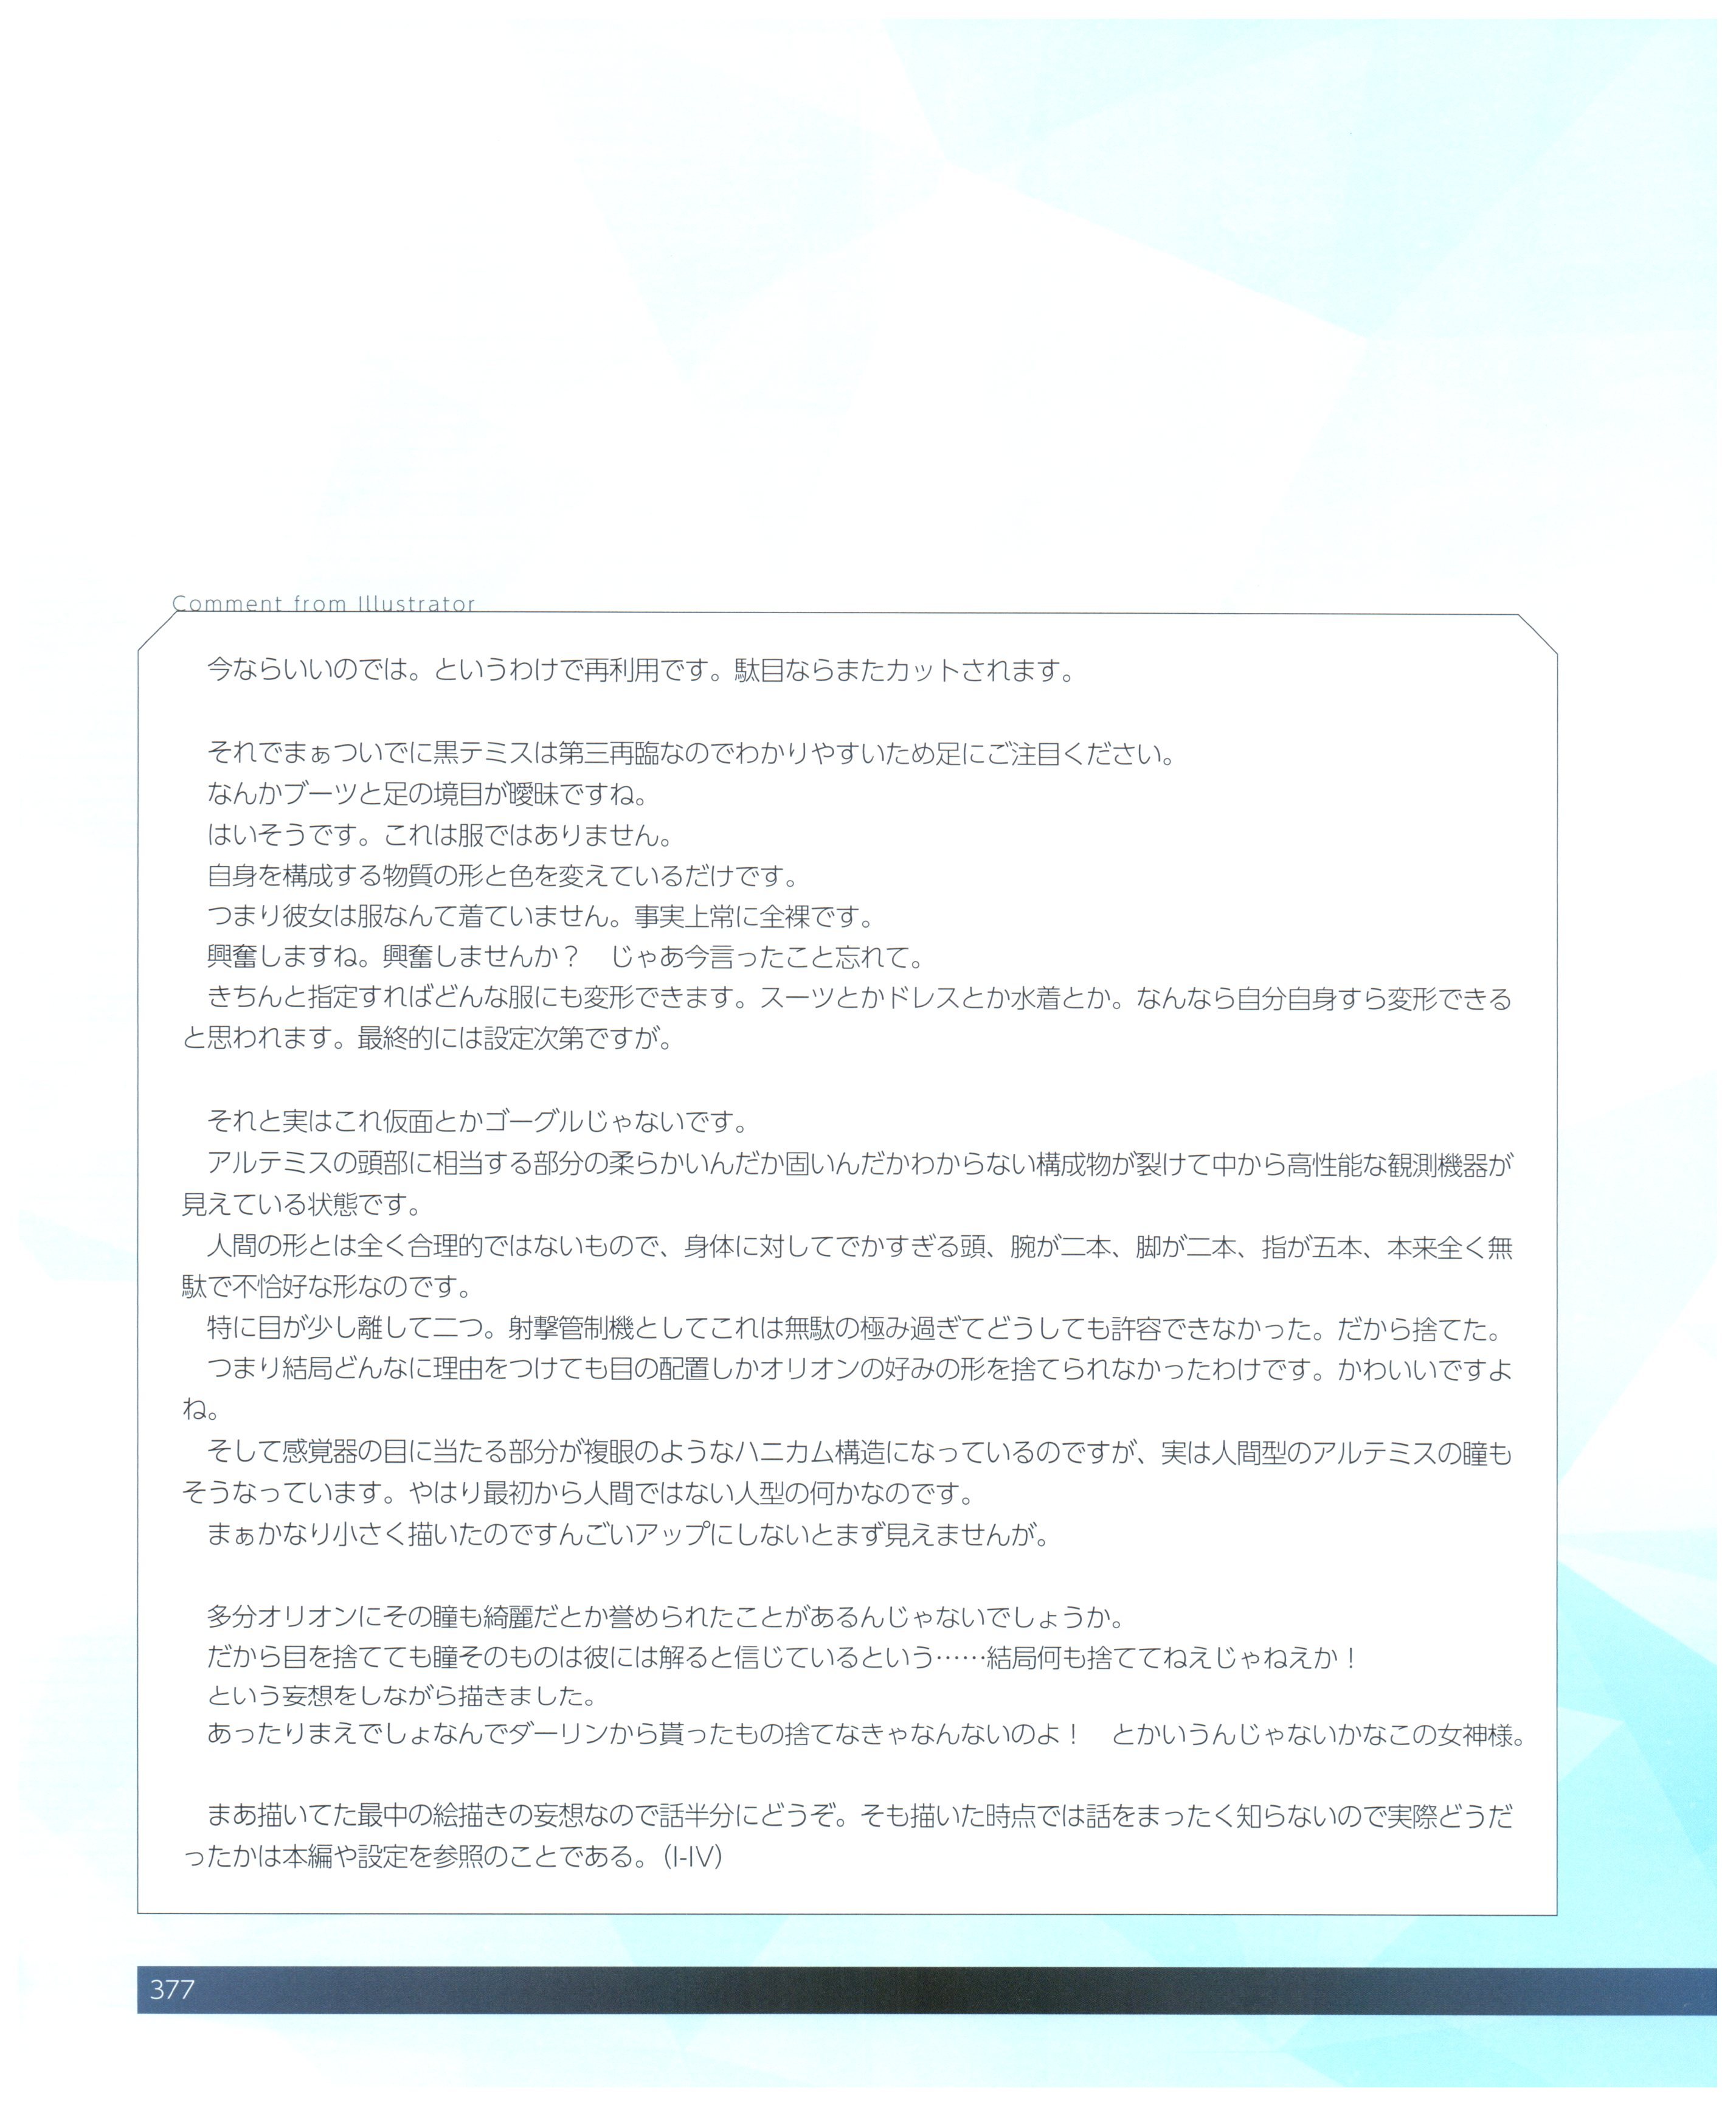 Comment from Illustrator
今ならいいのでは。というわけで再利用です。駄目ならまたカットされます。
それでまぁついでに黒テミスは第三再臨なのでわかりやすいため足にご注目ください。
なんかブーツと足の境目が曖昧ですね。
はいそうです。これは服ではありません。
自身を構成する物質の形と色を変えているだけです。
つまり彼女は服なんて着ていません。事実上常に全裸です。
興奮しますね。興奮しませんか？　じゃあ今言ったこと忘れて。
きちんと指定すればどんな服にも変形できます。スーツとかドレスとか水着とか。なんなら自分自身すら変形できる
と思われます。最終的には設定次第ですが。
それと実はこれ仮面とかゴーグルじゃないです。
アルテミスの頭部に相当する部分の柔らかいんだか固いんだかわからない構成物が裂けて中から高性能な観測機器が
見えている状態です。
人間の形とは全く合理的ではないもので、身体に対してでかすぎる頭、腕が二本、脚が二本、指が五本、本来全く無
駄で不恰好な形なのです。
特に目が少し離して二つ。射撃管制機としてこれは無駄の極み過ぎてどうしても許容できなかった。だから捨てた。
つまり結局どんなに理由をつけても目の配置しかオリオンの好みの形を捨てられなかったわけです。かわいいですよ
ね。
そして感覚器の目に当たる部分が複眼のようなハニカム構造になっているのですが、実は人間型のアルテミスの瞳も
そうなっています。やはり最初から人間ではない人型の何かなのです。
まぁかなり小さく描いたのですんごいアップにしないとまず見えませんが。
多分オリオンにその瞳も綺麗だとか誉められたことがあるんじゃないでしょうか。
だから目を捨てても瞳そのものは彼には解ると信じているという……結局何も捨ててねえじゃねえか！
という妄想をしながら描きました。
あったりまえでしょなんでダーリンから貰ったもの捨てなきゃなんないのよ！　とかいうんじゃないかなこの女神様。
まあ描いてた最中の絵描きの妄想なので話半分にどうぞ。そも描いた時点では話をまったく知らないので実際どうだ
ったかは本編や設定を参照のことである。（I-IV）
377